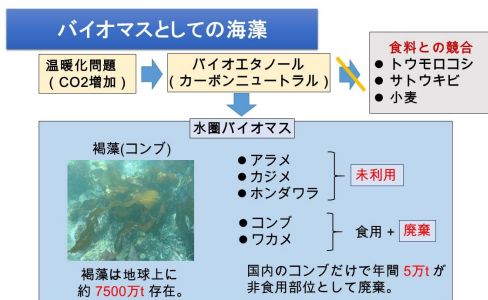 バイオマスとしての海藻
温暖化問題
(CO2増加)
バイオエタノール
(カーボンニュートラル)
食料との競合
● トウモロコシ
● サトウキビ
● 小麦
水圏バイオマス
褐藻(コンブ)
● アラメ
● カジメ
● ホンダワラ
未利用
● コンブ
● ワカメ
食用 + 廃棄
褐藻は地球上に
約 7500万t 存在。
国内のコンブだけで年間 5万t が
非食用部位として廃棄。